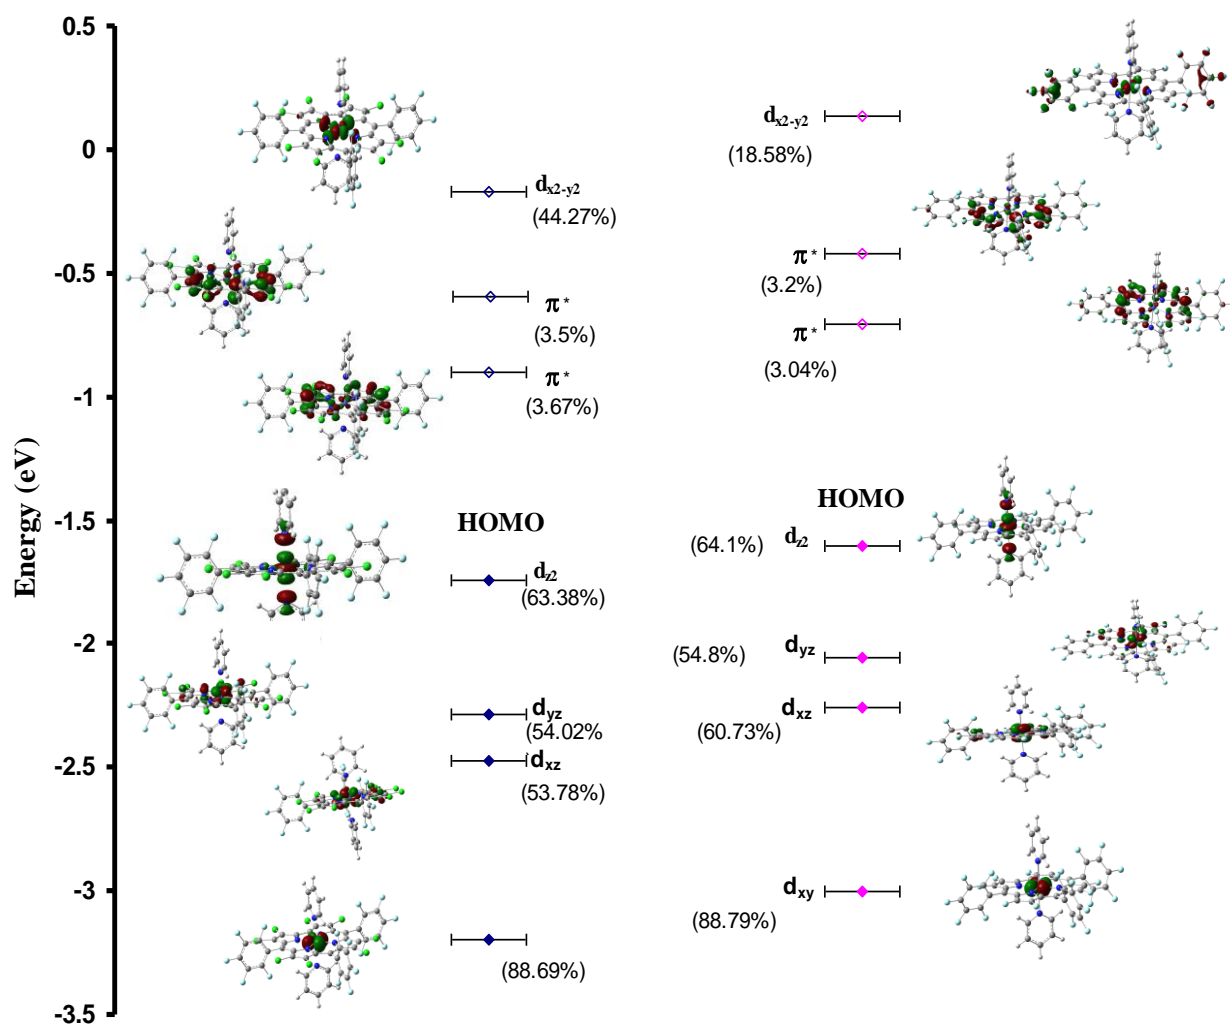 Energy (eV)
0.5
0
-0.5
-1
-1.5
-2
-2.5
-3
-3.5
dx2-y2
(44.27%)
π*
(3.5%)
π*
(3.67%)
HOMO
dz2
(63.38%)
dyz
(54.02%
dxz
(53.78%)
(88.69%)
dx2-y2
(18.58%)
π*
(3.2%)
π*
(3.04%)
HOMO
(64.1%) dz2
(54.8%) dyz
dxz
(60.73%)
dxy
(88.79%)